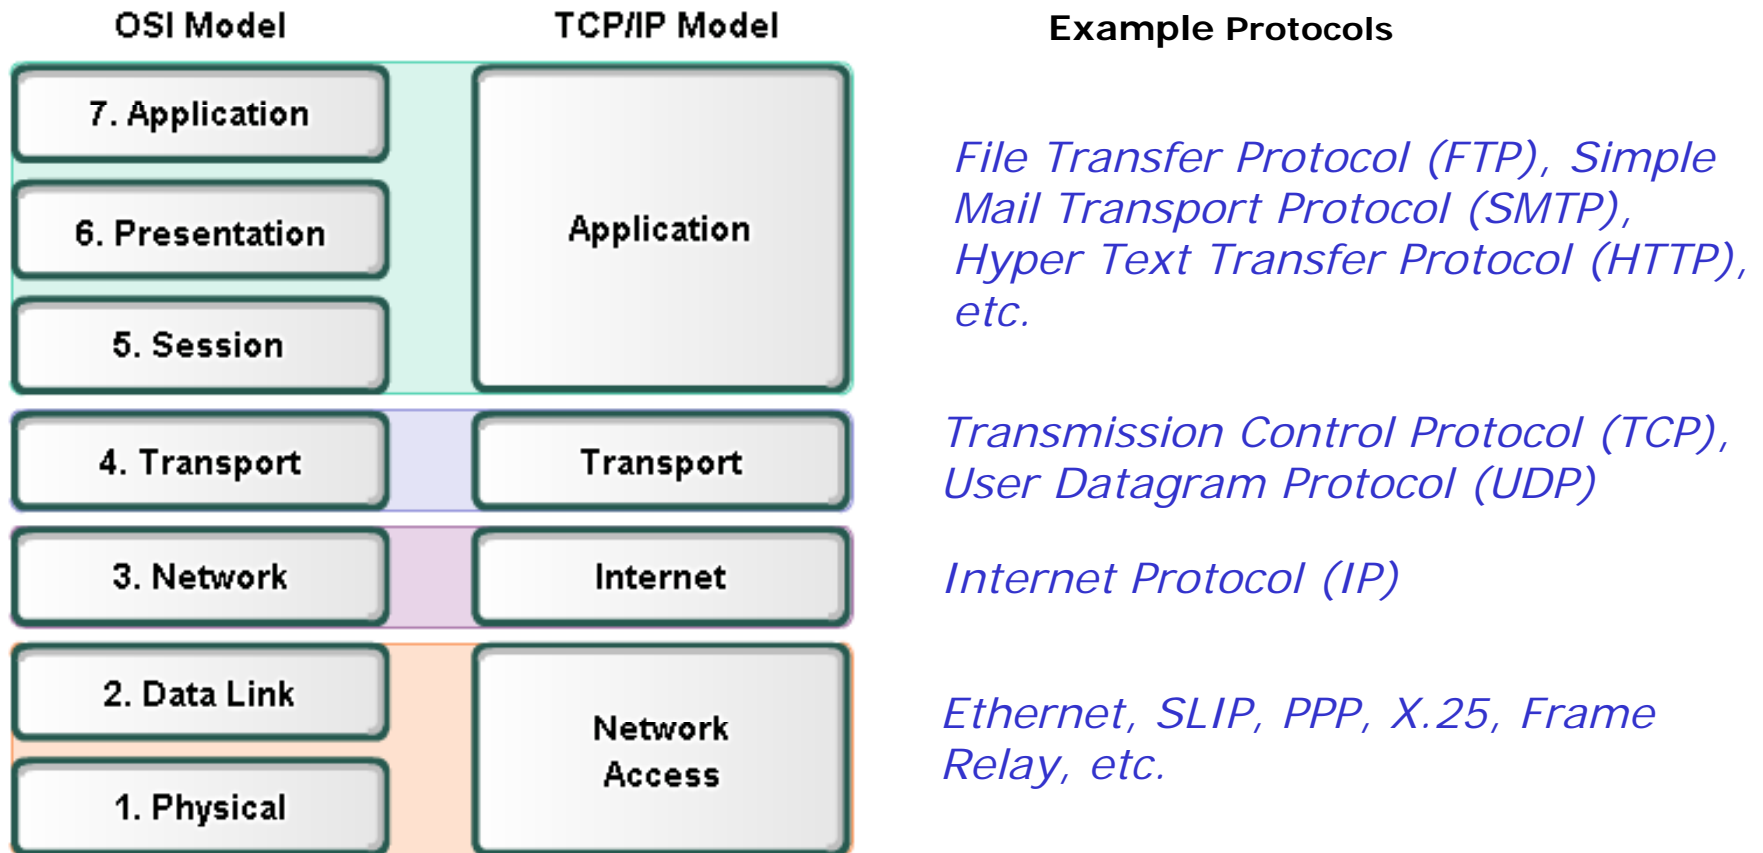 OSI Model
TCP/IP Model
Example Protocols
7. Application
6. Presentation
5. Session
Application
File Transfer Protocol (FTP), Simple
Mail Transport Protocol (SMTP),
Hyper Text Transfer Protocol (HTTP),
etc.
4. Transport
Transport
Transmission Control Protocol (TCP),
User Datagram Protocol (UDP)
3. Network
Internet
Internet Protocol (IP)
2. Data Link
1. Physical
Network
Access
Ethernet, SLIP, PPP, X.25, Frame
Relay, etc.